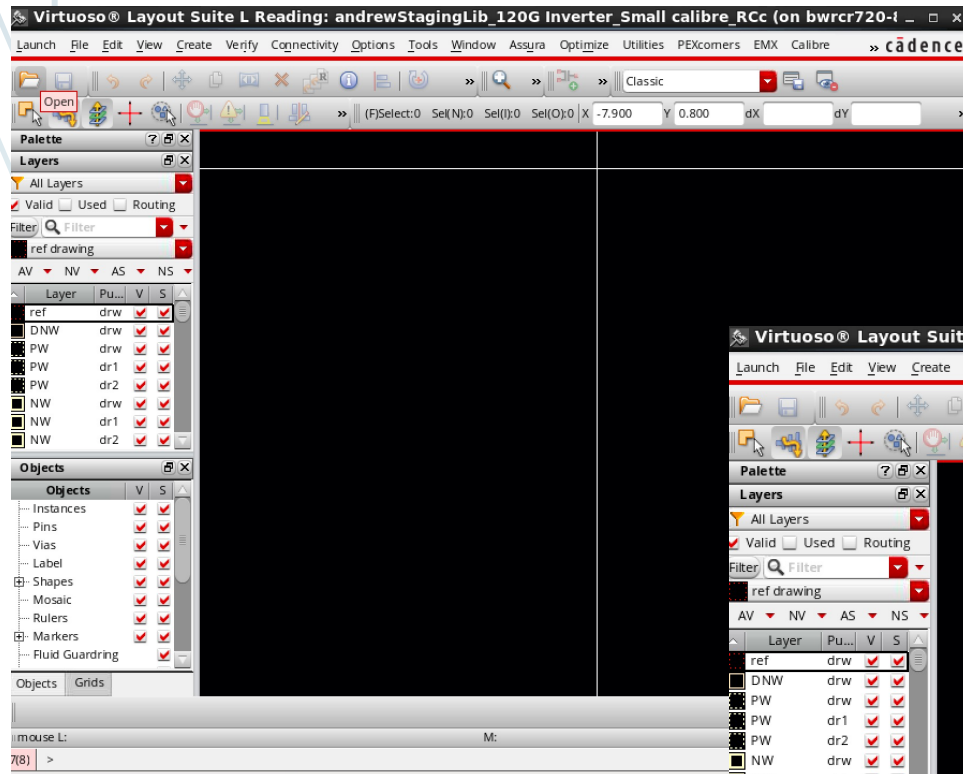 Virtuoso® Layout Suite L Reading: andrewStagingLib_120G Inverter_Small calibre_RCc (on bwrcr720-
Launch File Edit View Create Verify Connectivity Options Tools Window Assura Optimize Utilities PEXcorners EMX Calibre » cādence
» » » Classic
Open
» (F)Select:0 Sel(N):0 Sel(I):0 Sel(O):0 X -7.900 Y 0.800 dX dY »
Palette
Layers
All Layers
Valid Used Routing
Filter Filter
ref drawing
AV NV AS NS
Layer Pu... V S
ref drw
DNW drw
PW drw
PW dr1
PW dr2
NW drw
NW dr1
NW dr2
Objects
Objects V S
Instances
Pins
Vias
Label
Shapes
Mosaic
Rulers
Markers
Fluid Guardring
Objects Grids
mouse L: M:
7(8) >
Virtuoso® Layout Suit
Launch File Edit View Create
Palette
Layers
All Layers
Valid Used Routing
Filter Filter
ref drawing
AV NV AS NS
Layer Pu... V S
ref drw
DNW drw
PW drw
PW dr1
PW dr2
NW drw